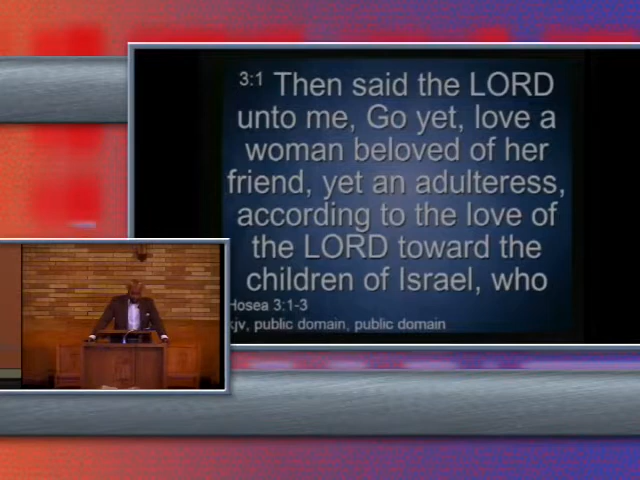 3:1 Then said the LORD
unto me, Go yet, love a
woman beloved of her
friend, yet an adulteress,
according to the love of
the LORD toward the
children of Israel, who
Hosea 3:1-3
kjv, public domain, public domain